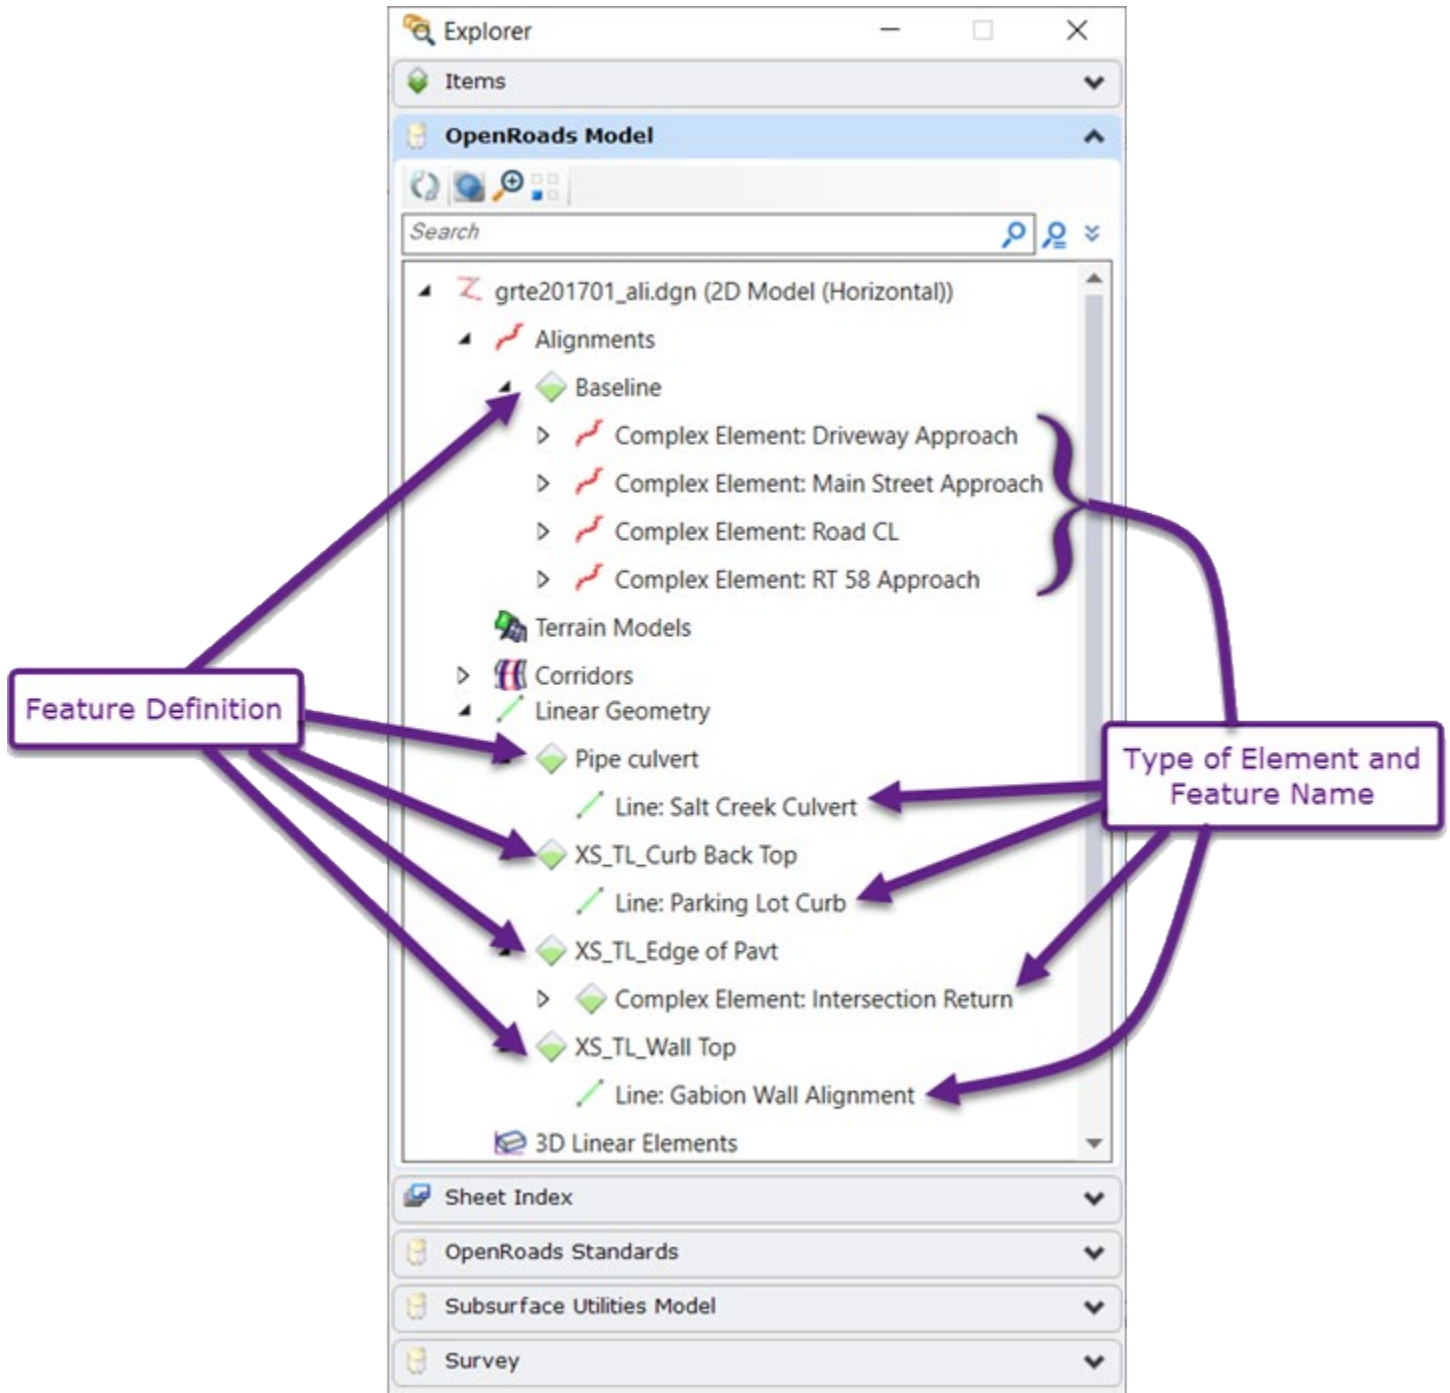 Explorer
Items
OpenRoads Model
Search
grte201701_ali.dgn (2D Model (Horizontal))
Alignments
Baseline
Complex Element: Driveway Approach
Complex Element: Main Street Approach
Complex Element: Road CL
Complex Element: RT 58 Approach
Terrain Models
Corridors
Linear Geometry
Pipe culvert
Line: Salt Creek Culvert
XS_TL_Curb Back Top
Line: Parking Lot Curb
XS_TL_Edge of Pavt
Complex Element: Intersection Return
XS_TL_Wall Top
Line: Gabion Wall Alignment
3D Linear Elements
Sheet Index
OpenRoads Standards
Subsurface Utilities Model
Survey
Feature Definition
Type of Element and
Feature Name